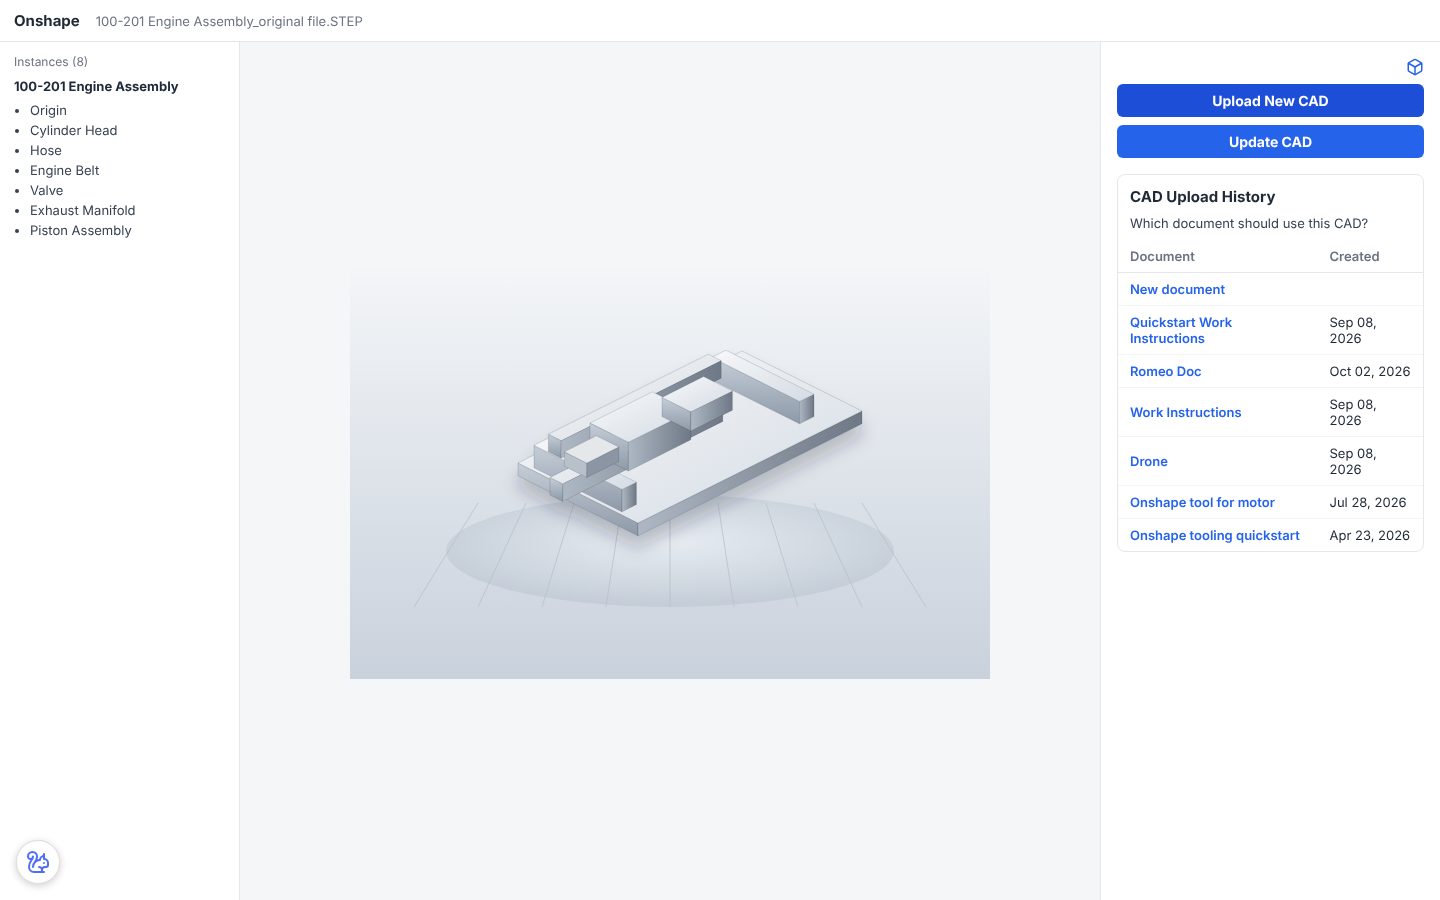 Onshape 100-201 Engine Assembly_original file.STEP
Instances (8)
100-201 Engine Assembly
• Origin
• Cylinder Head
• Hose
• Engine Belt
• Valve
• Exhaust Manifold
• Piston Assembly
Upload New CAD
Update CAD
CAD Upload History
Which document should use this CAD?
Document Created
New document
Quickstart Work
Instructions
Sep 08,
2026
Romeo Doc Oct 02, 2026
Work Instructions
Sep 08,
2026
Drone
Sep 08,
2026
Onshape tool for motor Jul 28, 2026
Onshape tooling quickstart Apr 23, 2026